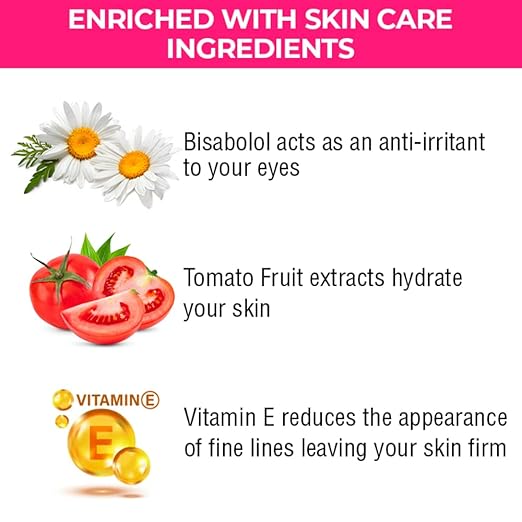 ENRICHED WITH SKIN CARE
INGREDIENTS
Bisabolol acts as an anti-irritant
to your eyes
Tomato Fruit extracts hydrate
your skin
VITAMIN E
E
Vitamin E reduces the appearance
of fine lines leaving your skin firm